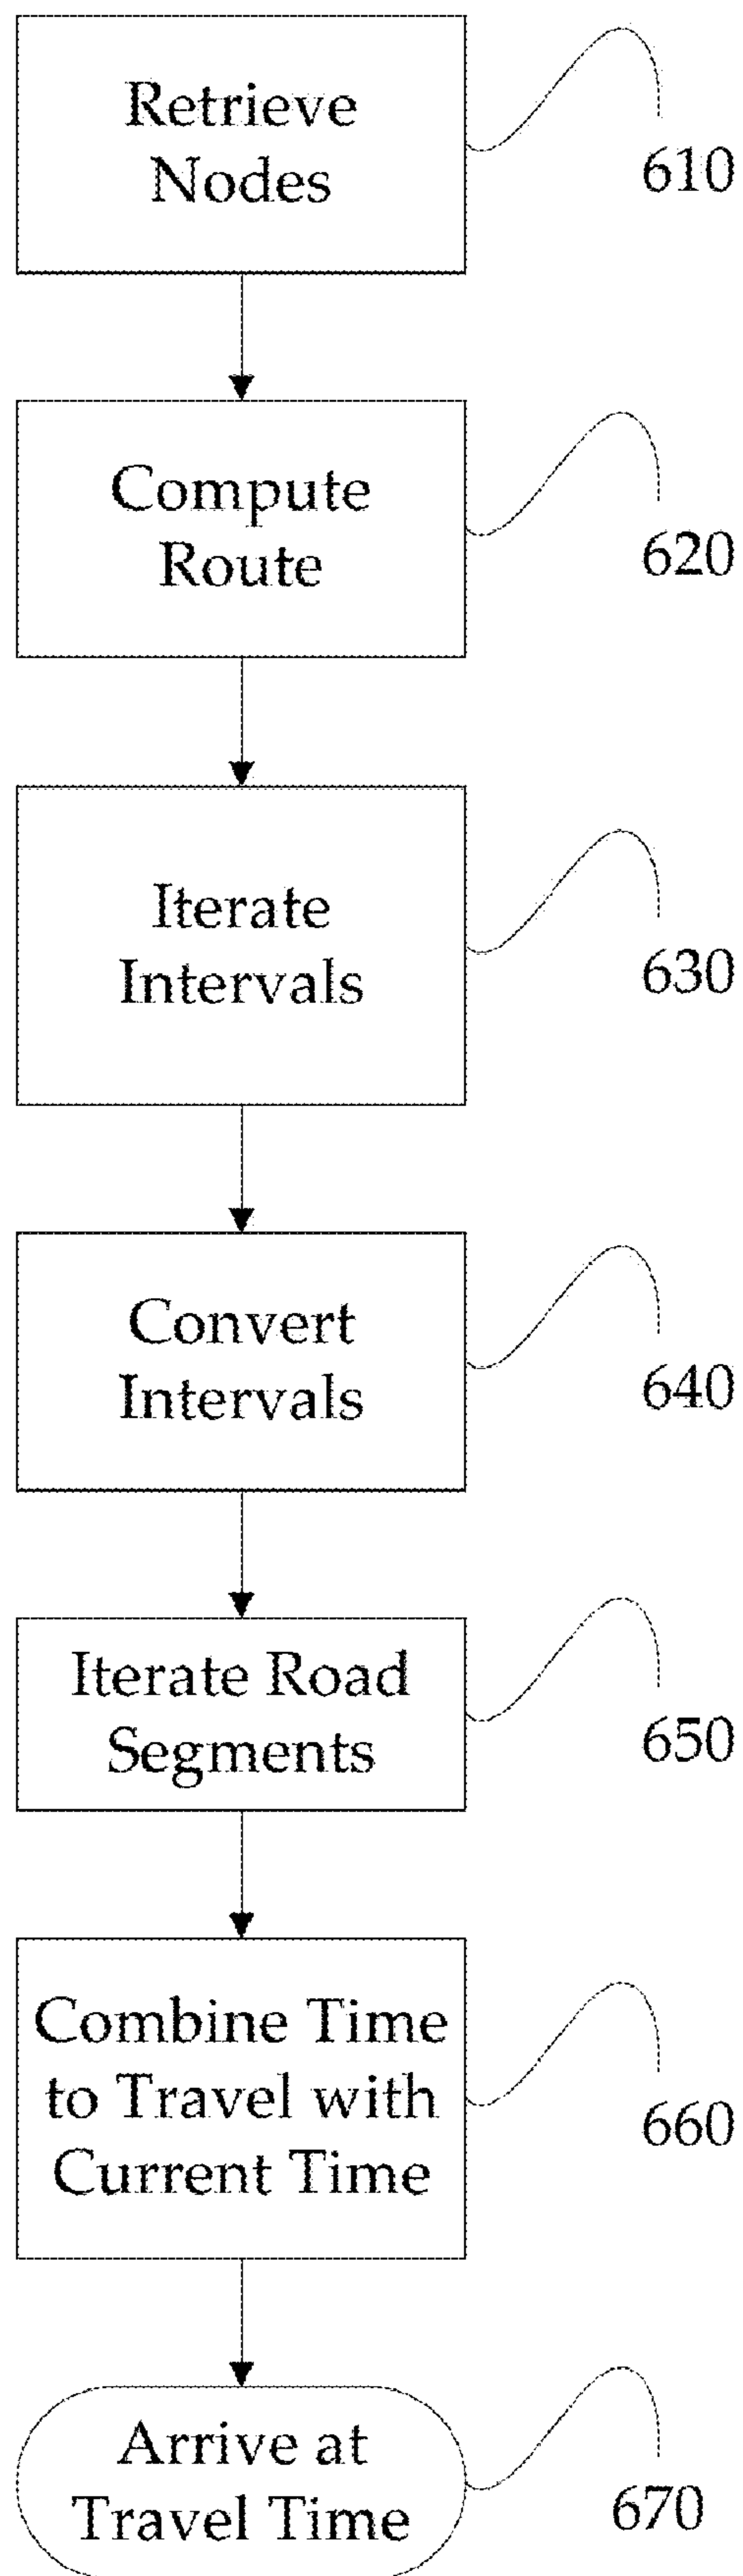 Retrieve
Nodes
610
Compute
Route
620
Iterate
Intervals
630
Convert
Intervals
640
Iterate Road
Segments
650
Combine Time
to Travel with
Current Time
660
Arrive at
Travel Time
670